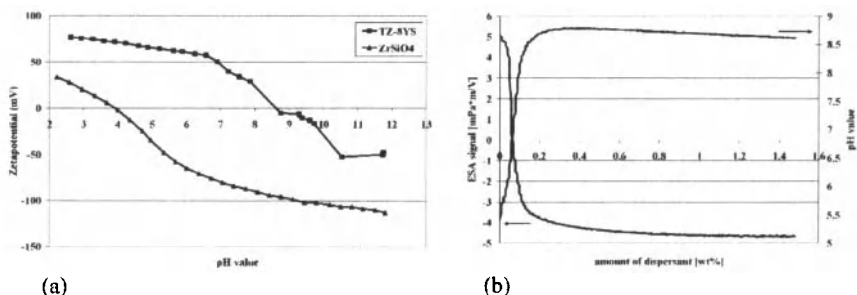 100
50
0
-50
-100
-150
Zetapotential (mV)
2 3 4 5 6 7 8 9 10 11 12 13
pH value
TZ-8YS
ZrSiO4
(a)
6
5
4
3
2
1
0
-1
-2
-3
-4
-5
ESA signal [mPa*m/V]
0 0.2 0.4 0.6 0.8 1 1.2 1.4 1.6
amount of dispersant [wt%]
9
8.5
8
7.5
7
6.5
6
5.5
5
pH value
(b)